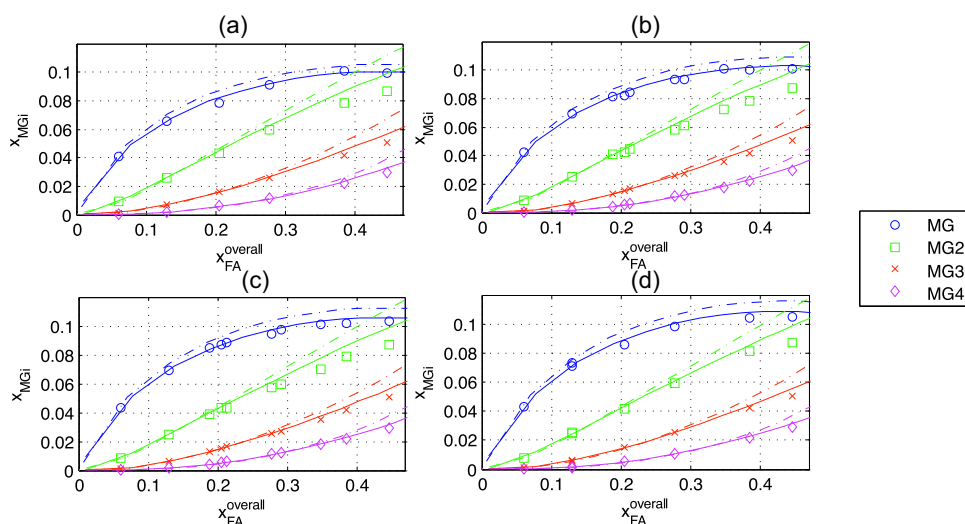 (a) (b)
0.1 0.1
0.08 0.08
x_MGi 0.06 x_MGi 0.06
0.04 0.04
0.02 0.02
0 0
0 0.1 0.2 0.3 0.4 0 0.1 0.2 0.3 0.4
x_FA^overall x_FA^overall
MG
MG2
MG3
MG4
(c) (d)
0.1 0.1
0.08 0.08
x_MGi 0.06 x_MGi 0.06
0.04 0.04
0.02 0.02
0 0
0 0.1 0.2 0.3 0.4 0 0.1 0.2 0.3 0.4
x_FA^overall x_FA^overall